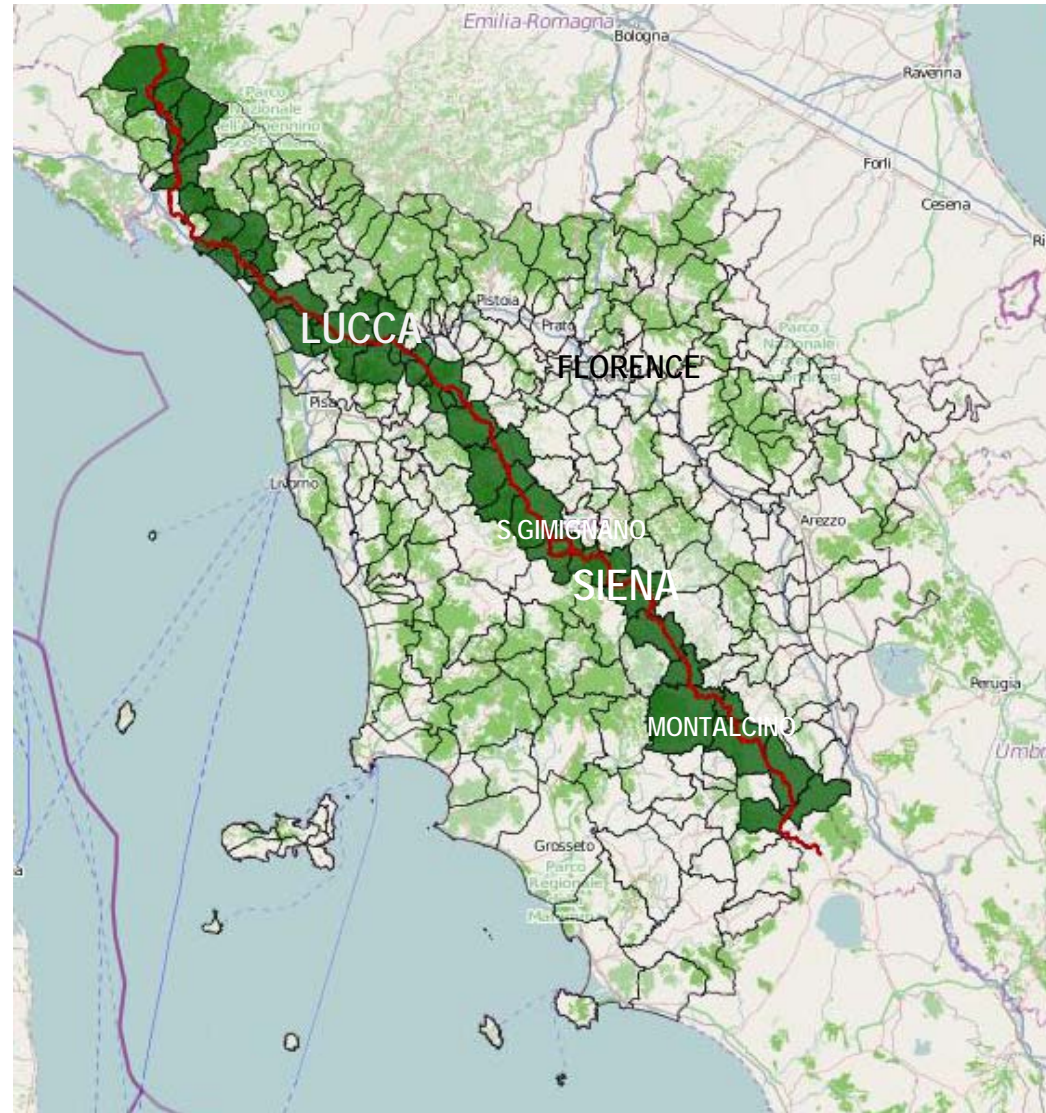 Emilia-Romagna
Bologna
Ravenna
Parco
Nazionale
Forlì
Cesena
Ri
Pistoia
LUCCA
Prato
Parco
Nazionale
FLORENCE
Pisa
Livorno
S.GIMIGNANO
Arezzo
SIENA
Perugia
MONTALCINO
Umbr
Grosseto
Parco
Regionale